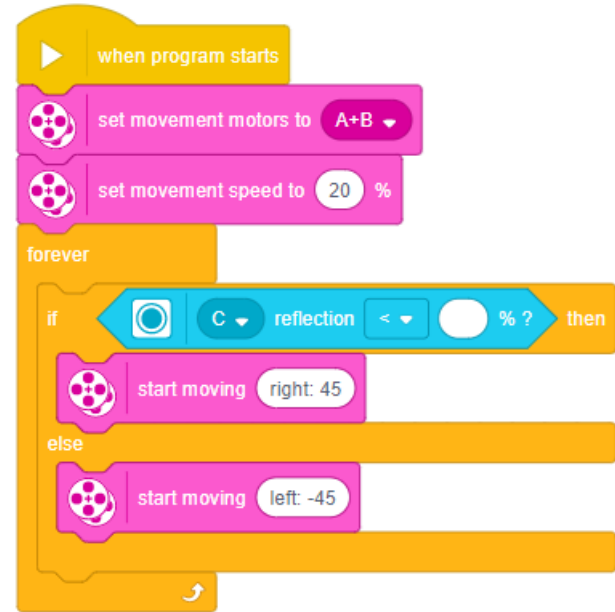 when program starts
set movement motors to A+B
set movement speed to 20 %
forever
if C reflection < % ? then
start moving right: 45
else
start moving left: -45